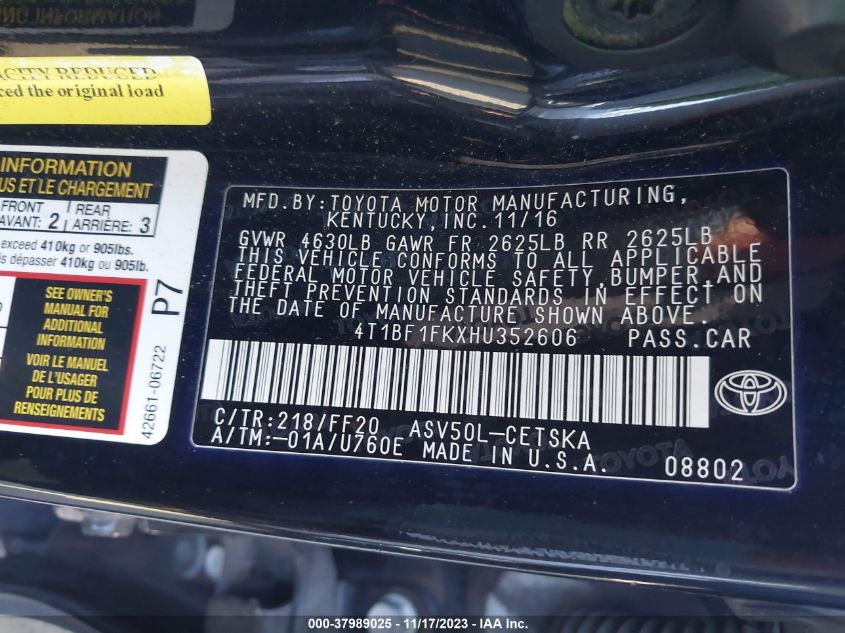 ING INFORMATION
ACITY REDUCED
ced the original load
INFORMATION
US ET LE CHARGEMENT
FRONT
AVANT: 2
REAR
ARRIÈRE: 3
exceed 410kg or 905lbs.
dépasser 410kg ou 905lb.
SEE OWNER'S
MANUAL FOR
ADDITIONAL
INFORMATION
VOIR LE MANUEL
DE L'USAGER
POUR PLUS DE
RENSEIGNEMENTS
P7
42661-06722
MFD.BY:TOYOTA MOTOR MANUFACTURING,
KENTUCKY,INC.11/16
GVWR 4630LB GAWR FR 2625LB RR 2625LB
THIS VEHICLE CONFORMS TO ALL APPLICABLE
FEDERAL MOTOR VEHICLE SAFETY,BUMPER,AND
THEFT PREVENTION STANDARDS IN EFFECT ON
THE DATE OF MANUFACTURE SHOWN ABOVE.
4T1BF1FKXHU352606 PASS.CAR
C/TR:218/FF20 ASV50L-CETSKA
A/TM:-01A/U760E MADE IN U.S.A. 08802
000-37989025 - 11/17/2023 - IAA Inc.